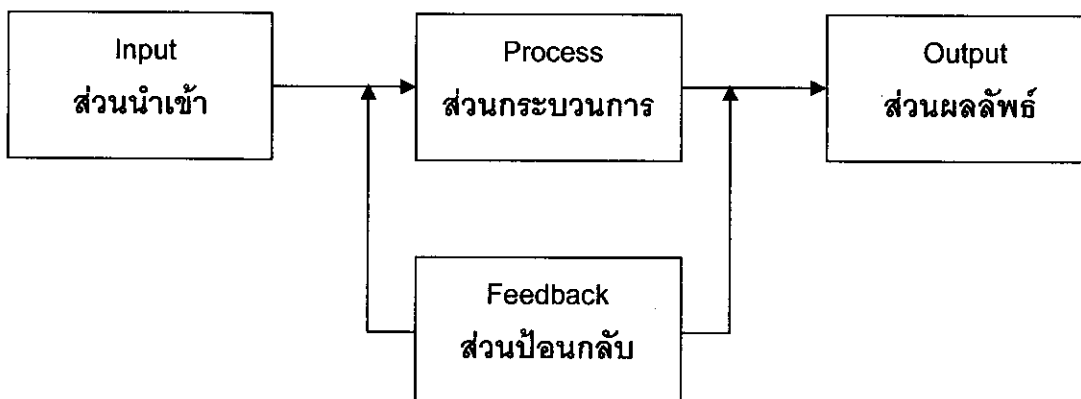 Input
ส่วนนำเข้า
Process
ส่วนกระบวนการ
Output
ส่วนผลลัพธ์
Feedback
ส่วนป้อนกลับ